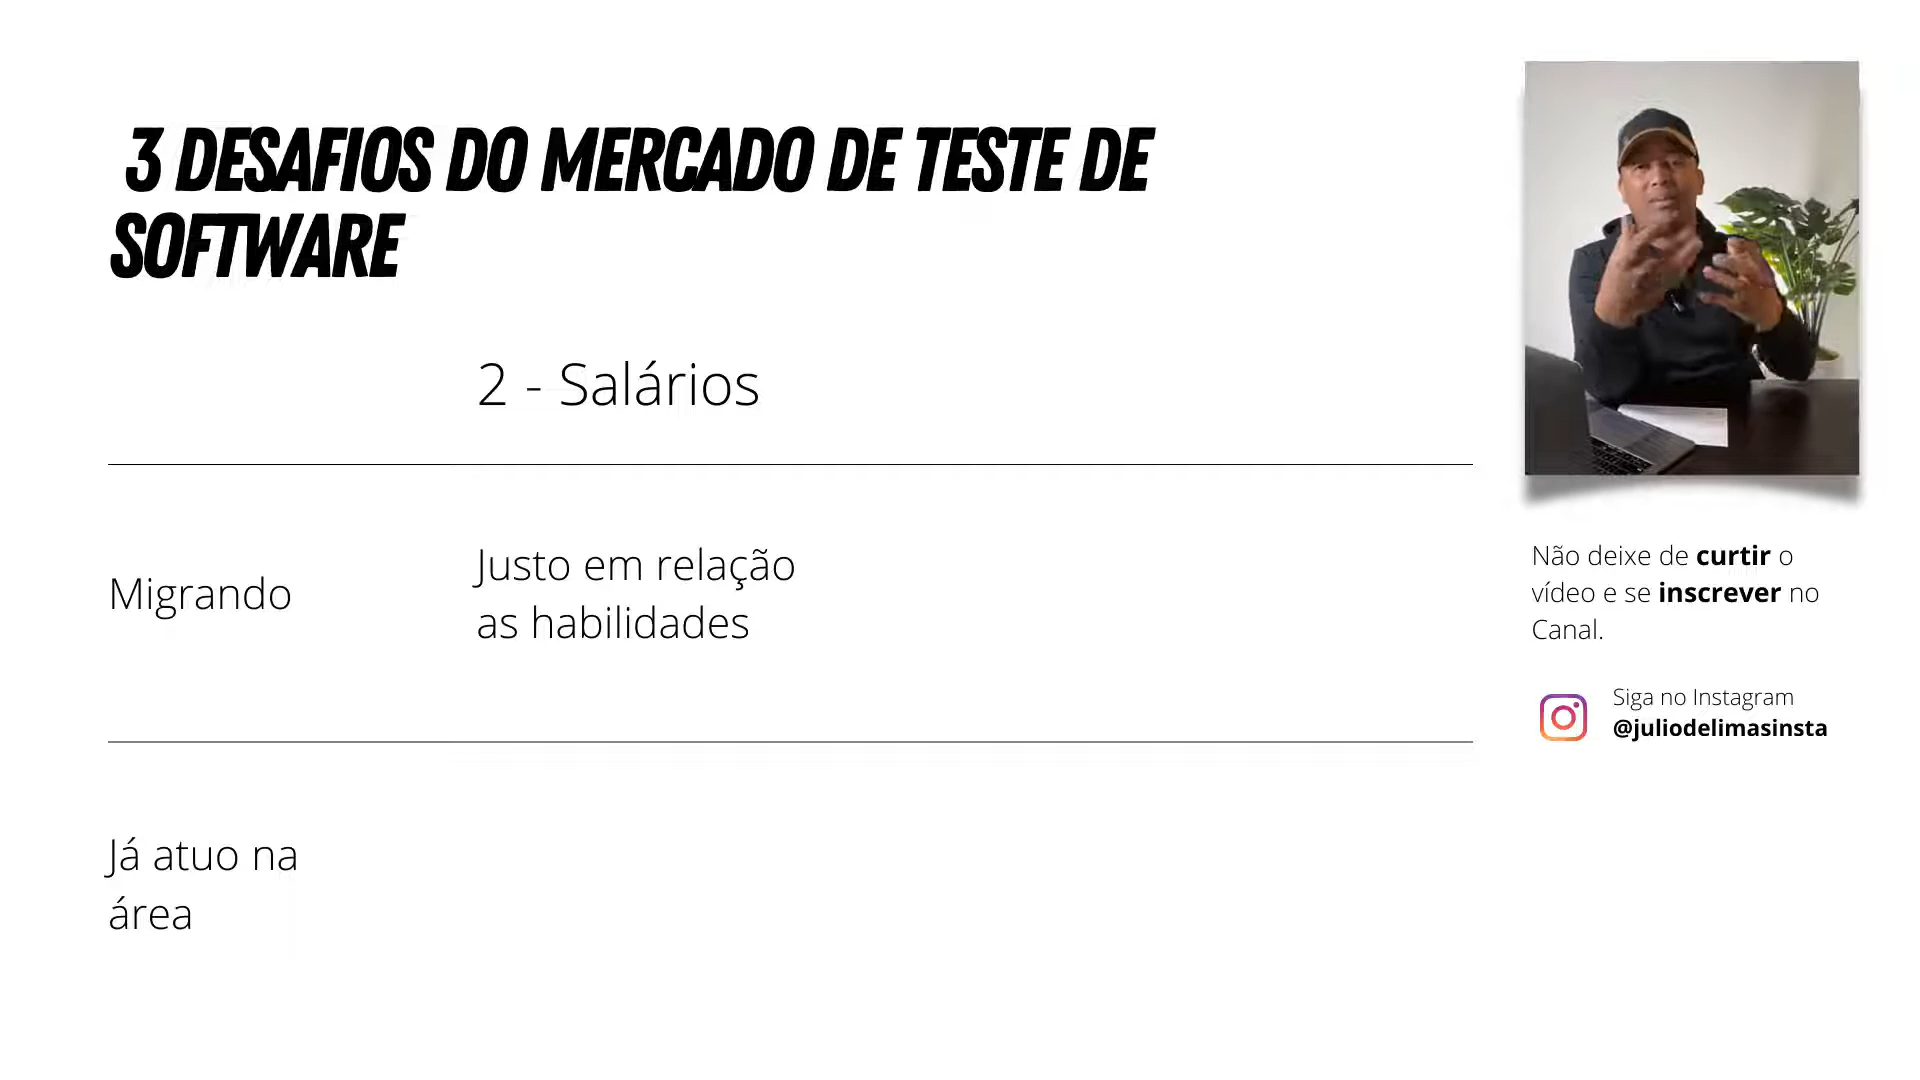 3 DESAFIOS DO MERCADO DE TESTE DE
SOFTWARE
2 - Salários
Migrando
Justo em relação
as habilidades
Já atuo na
área
Não deixe de curtir o
vídeo e se inscrever no
Canal.
Siga no Instagram
@juliodelimasinsta